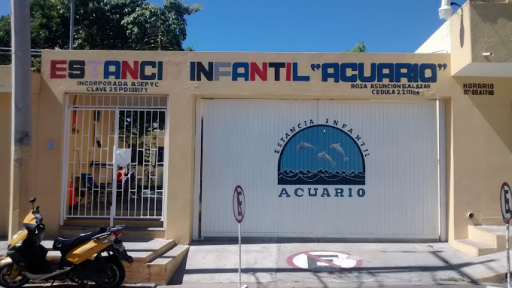 ESTANCIA INFANTIL "ACUARIO"
INCORPORADA A SEPYC
ROSA ASUNCION SALAZAR
HORARIO
ESTANCIA INFANTIL
ACUARIO